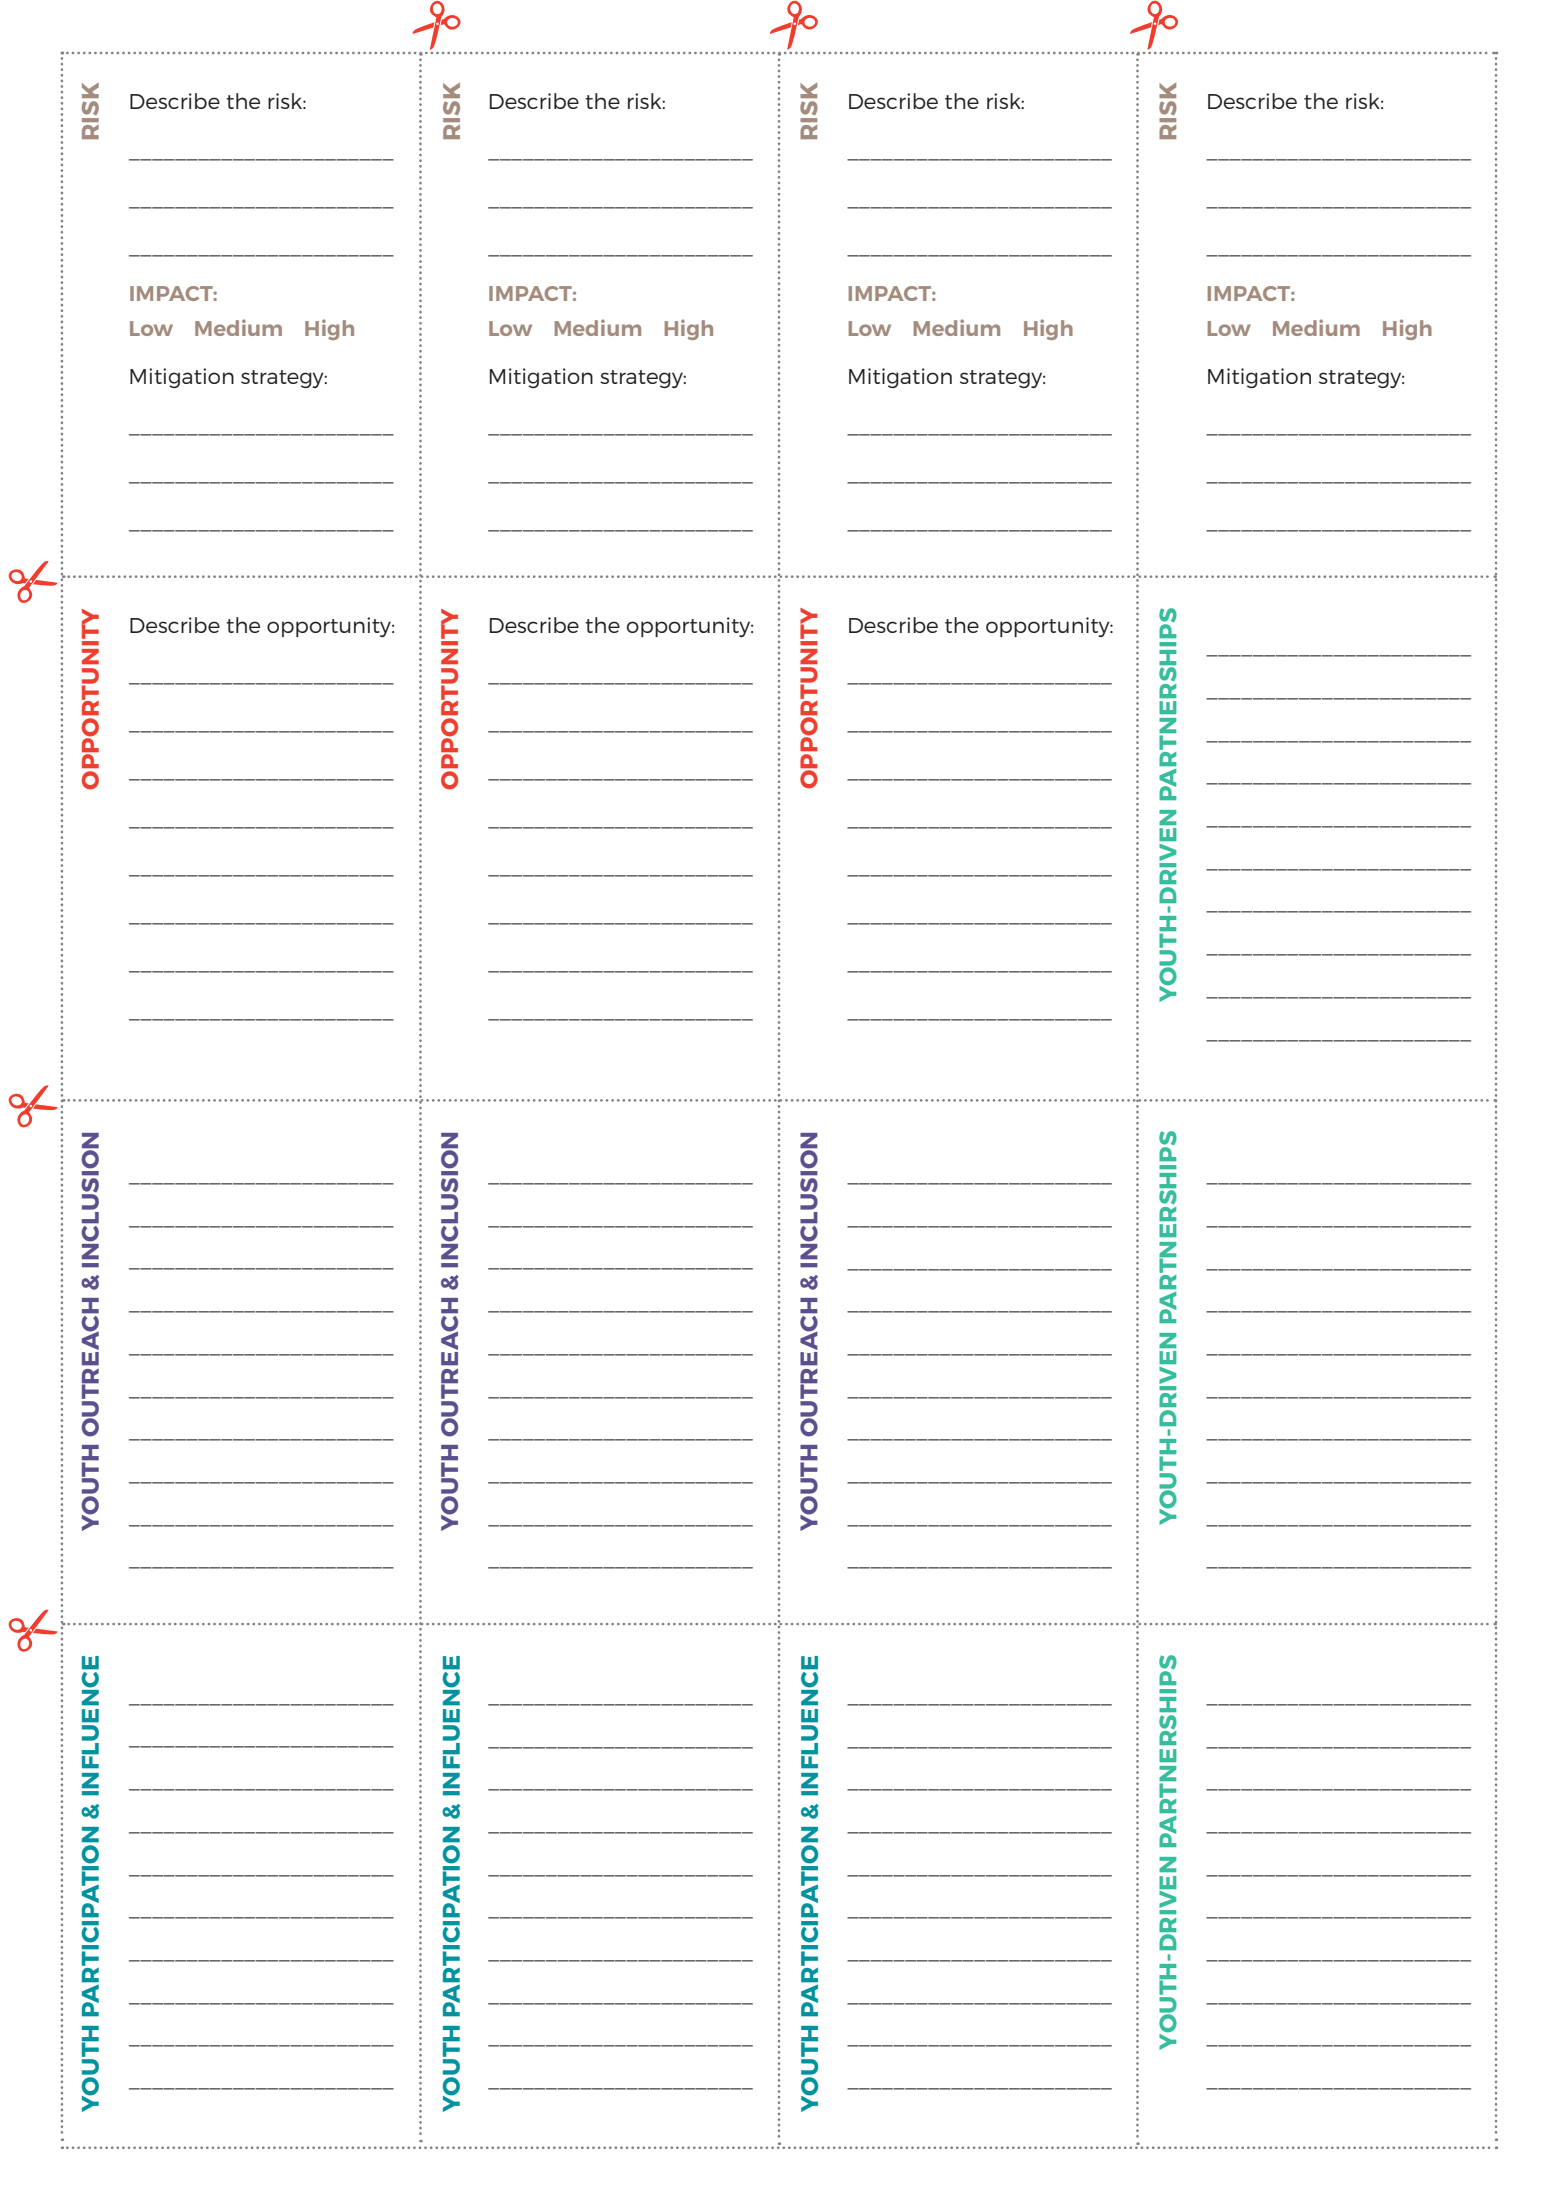 RISK
Describe the risk:
IMPACT:
Low Medium High
Mitigation strategy:
RISK
Describe the risk:
IMPACT:
Low Medium High
Mitigation strategy:
RISK
Describe the risk:
IMPACT:
Low Medium High
Mitigation strategy:
RISK
Describe the risk:
IMPACT:
Low Medium High
Mitigation strategy:
OPPORTUNITY
Describe the opportunity:
OPPORTUNITY
Describe the opportunity:
OPPORTUNITY
Describe the opportunity:
YOUTH-DRIVEN PARTNERSHIPS
YOUTH OUTREACH & INCLUSION
YOUTH OUTREACH & INCLUSION
YOUTH OUTREACH & INCLUSION
YOUTH-DRIVEN PARTNERSHIPS
YOUTH PARTICIPATION & INFLUENCE
YOUTH PARTICIPATION & INFLUENCE
YOUTH PARTICIPATION & INFLUENCE
YOUTH-DRIVEN PARTNERSHIPS